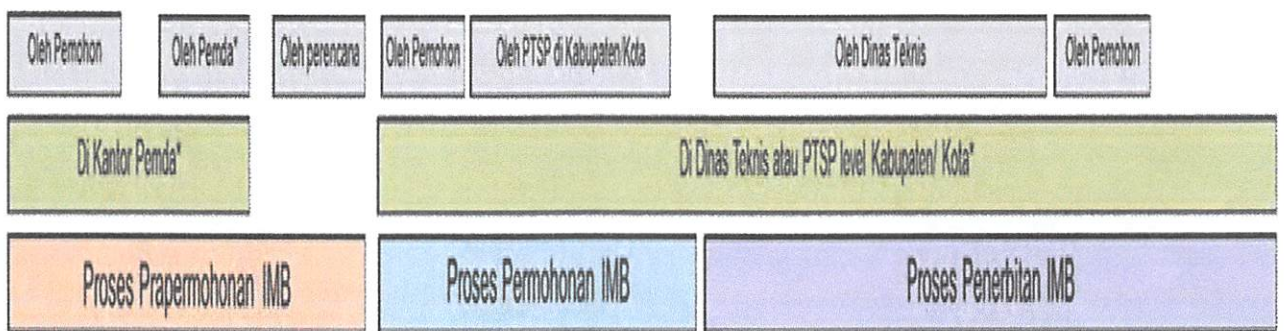 Oleh Pemohon
Oleh Pemda*
Oleh perencana
Oleh Pemohon
Oleh PTSP di Kabupaten/Kota
Oleh Dinas Teknis
Oleh Pemohon
Di Kantor Pemda*
Di Dinas Teknis atau PTSP level Kabupaten/ Kota*
Proses Prapermohonan IMB
Proses Permohonan IMB
Proses Penerbitan IMB